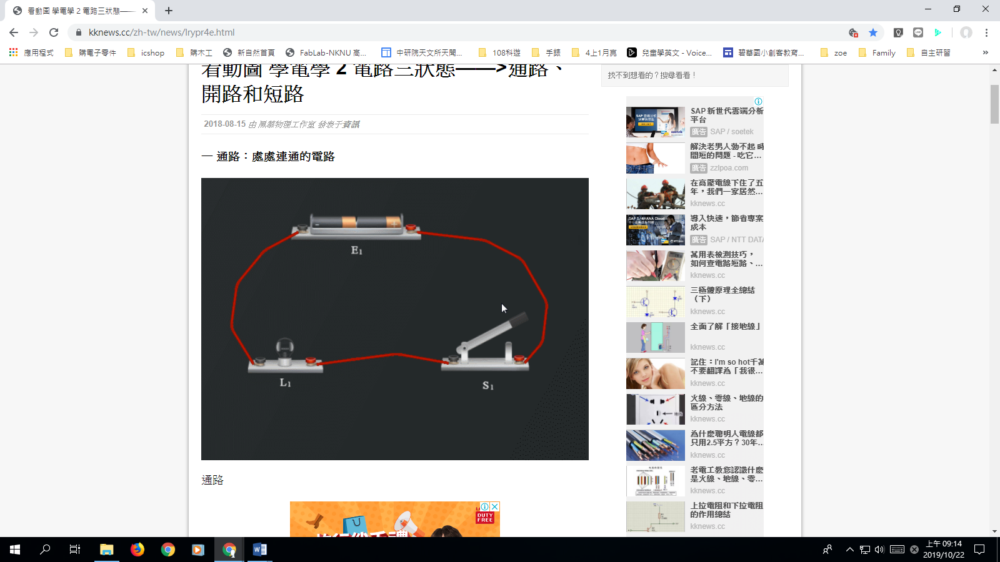 看動圖 學電學 2 電路三狀態——
kknews.cc/zh-tw/news/lrypr4e.html
應用程式
購電子零件
icshop
購木工
新自然首頁
FabLab-NKNU 高...
中研院天文所天聞...
108科遊
手錶
4上1月亮
兒童學英文 - Voice...
碧華國小創客教育...
zoe
Family
自主研習
»
看動圖 學電學 2 電路三狀態——>通路、
開路和短路
2018-08-15 由 風華物理工作室 發表于資訊
一 通路：處處連通的電路
E1
L1
S1
通路
DUTY
FREE
找不到想看的？搜尋看看！
SAP 新世代雲端分析
平台
廣告 SAP / soetek
解決老男人勃不起 時
間短的問題 - 吃它...
廣告 zzlpoa.com
在高壓電線下住了五
年，我們一家居然...
kknews.cc
SAP S/4HANA Cloud
導入快速，節省專案
成本
廣告 SAP / NTT DATA
萬用表檢測技巧，
如何查電路短路、...
kknews.cc
三極體原理全總結
（下）
kknews.cc
全面了解「接地線」
kknews.cc
記住：I'm so hot千萬
不要翻譯為「我很...
kknews.cc
火線、零線、地線的
區分方法
kknews.cc
為什麼聰明人電線都
只用2.5平方？30年...
kknews.cc
老電工教您認識什麼
是火線、地線、零...
kknews.cc
上拉電阻和下拉電阻
的作用總結
kknews.cc
上午 09:14
2019/10/22